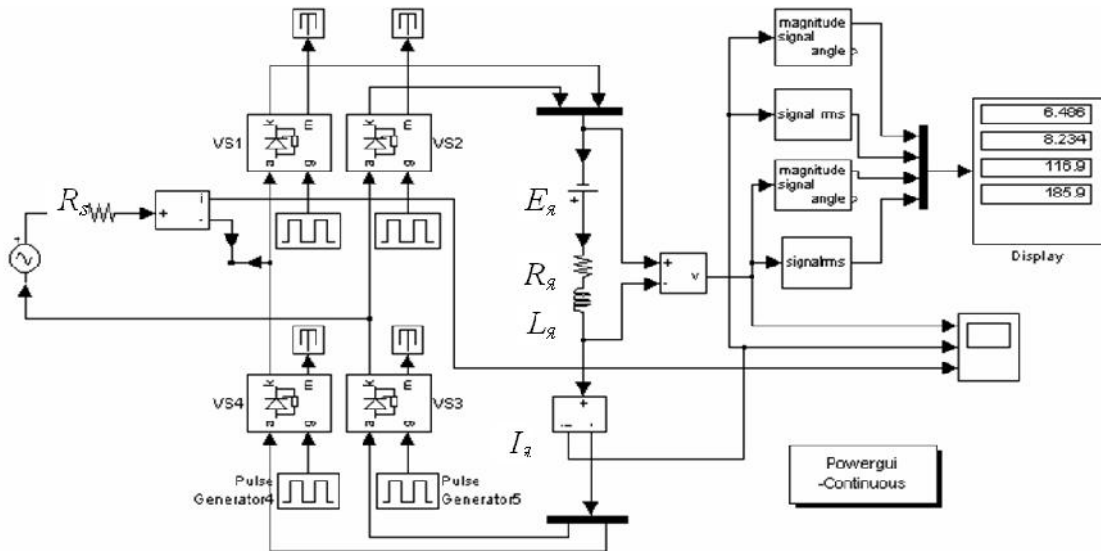 k
m
a
g
VS1
k
m
a
g
VS2
R_s
+
i
-
+
k
m
a
g
VS4
k
m
a
g
VS3
Pulse
Generator4
Pulse
Generator5
E_я
+
R_я
L_я
+
-
v
+
i
-
I_я
magnitude
signal
angle
signal rms
magnitude
signal
angle
signalrms
6.486
8.234
116.9
185.9
Display
Powergui
-Continuous